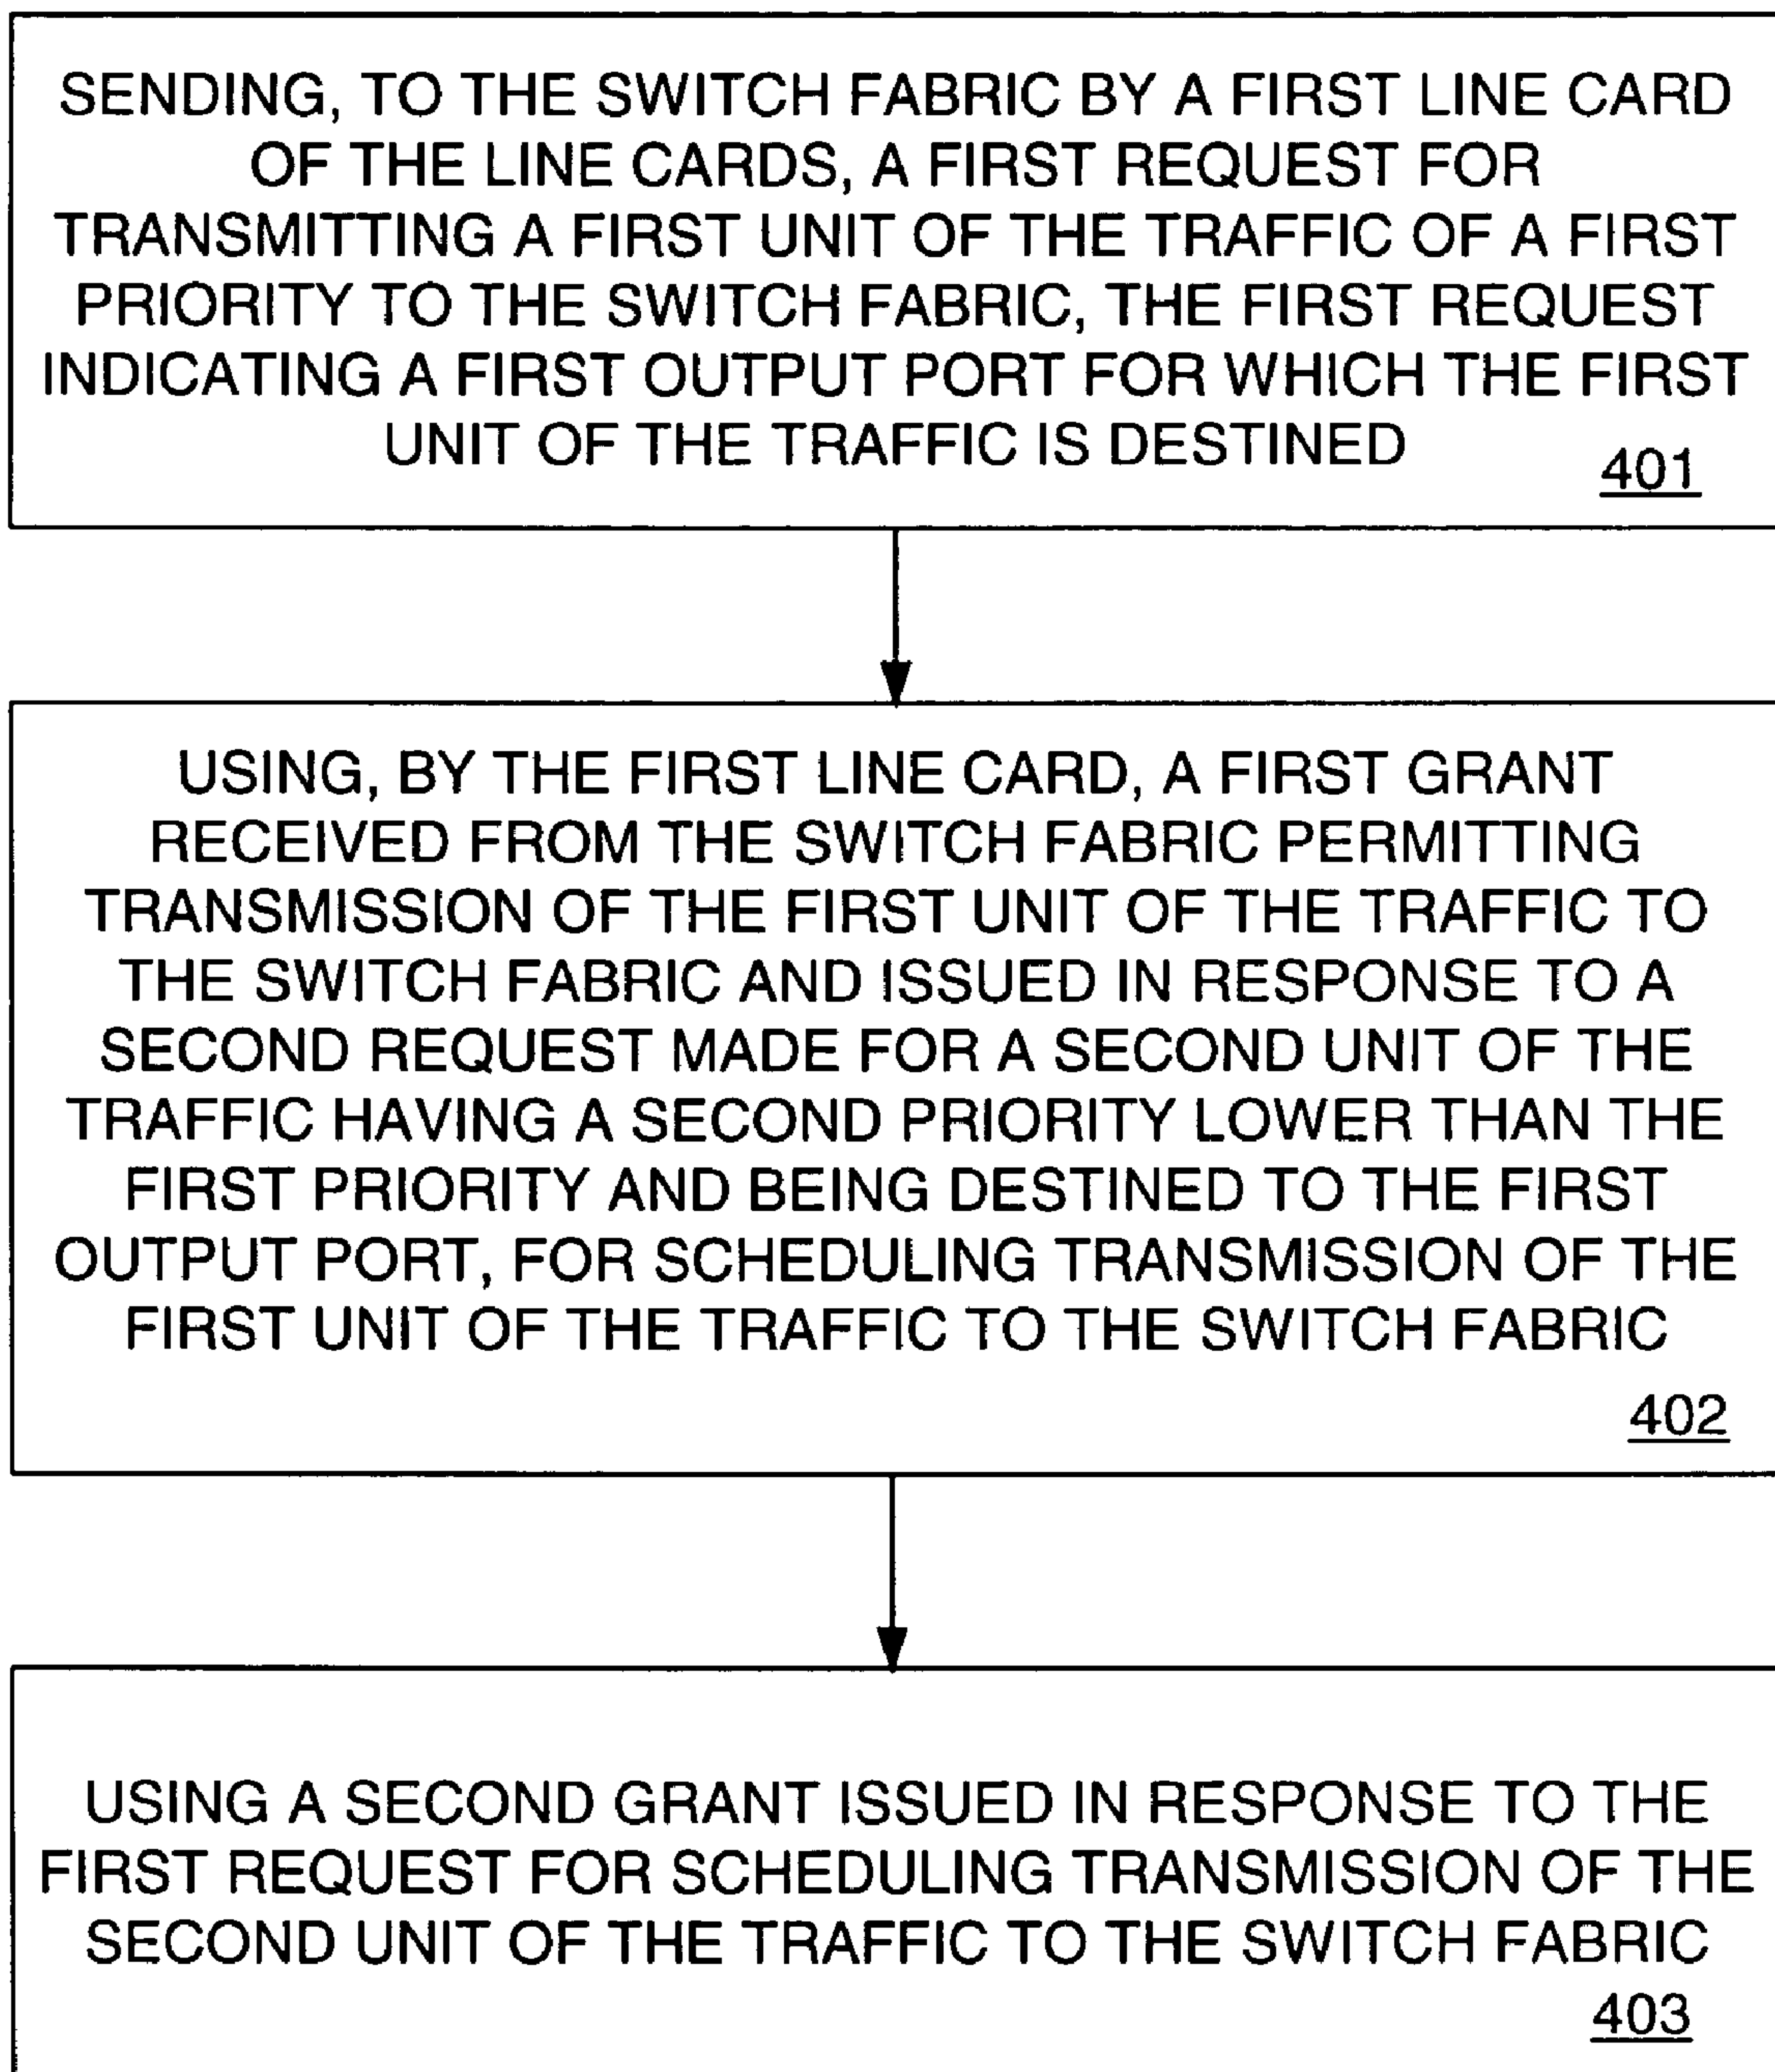 SENDING, TO THE SWITCH FABRIC BY A FIRST LINE CARD
OF THE LINE CARDS, A FIRST REQUEST FOR
TRANSMITTING A FIRST UNIT OF THE TRAFFIC OF A FIRST
PRIORITY TO THE SWITCH FABRIC, THE FIRST REQUEST
INDICATING A FIRST OUTPUT PORT FOR WHICH THE FIRST
UNIT OF THE TRAFFIC IS DESTINED
401
USING, BY THE FIRST LINE CARD, A FIRST GRANT
RECEIVED FROM THE SWITCH FABRIC PERMITTING
TRANSMISSION OF THE FIRST UNIT OF THE TRAFFIC TO
THE SWITCH FABRIC AND ISSUED IN RESPONSE TO A
SECOND REQUEST MADE FOR A SECOND UNIT OF THE
TRAFFIC HAVING A SECOND PRIORITY LOWER THAN THE
FIRST PRIORITY AND BEING DESTINED TO THE FIRST
OUTPUT PORT, FOR SCHEDULING TRANSMISSION OF THE
FIRST UNIT OF THE TRAFFIC TO THE SWITCH FABRIC
402
USING A SECOND GRANT ISSUED IN RESPONSE TO THE
FIRST REQUEST FOR SCHEDULING TRANSMISSION OF THE
SECOND UNIT OF THE TRAFFIC TO THE SWITCH FABRIC
403